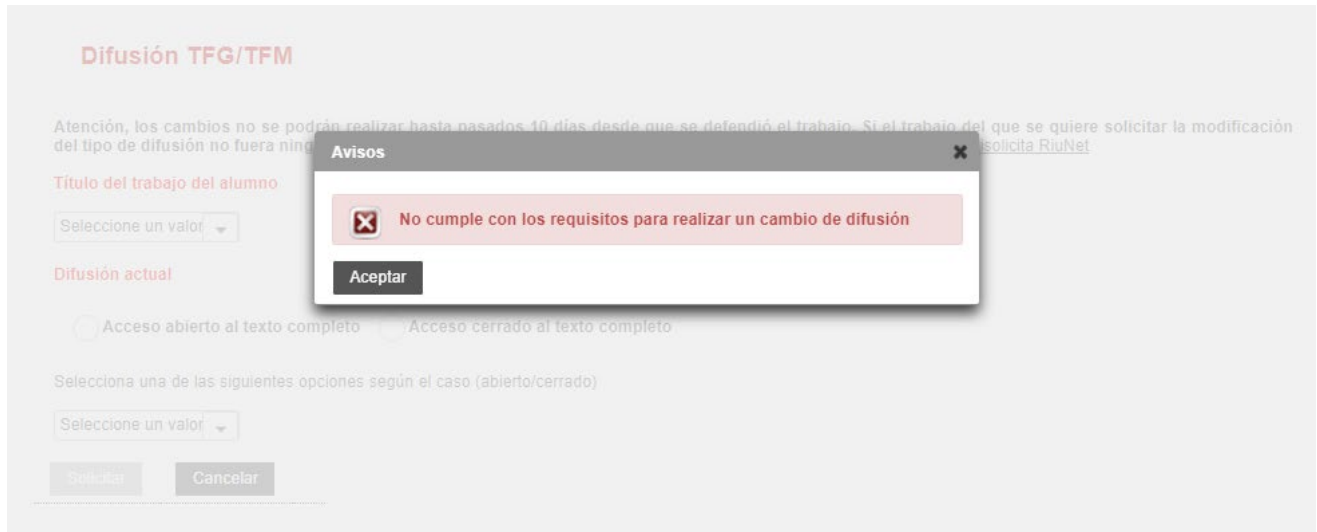 Difusión TFG/TFM
Atención, los cambios no se podrán realizar hasta pasados 10 días desde que se defendió el trabajo. Si el trabajo del que se quiere solicitar la modificación
del tipo de difusión no fuera solicita RiuNet
Avisos
Título del trabajo del alumno
No cumple con los requisitos para realizar un cambio de difusión
Seleccione un valor
Aceptar
Difusión actual
Acceso abierto al texto completo Acceso cerrado al texto completo
Selecciona una de las siguientes opciones según el caso (abierto/cerrado)
Seleccione un valor
Solicitar Cancelar